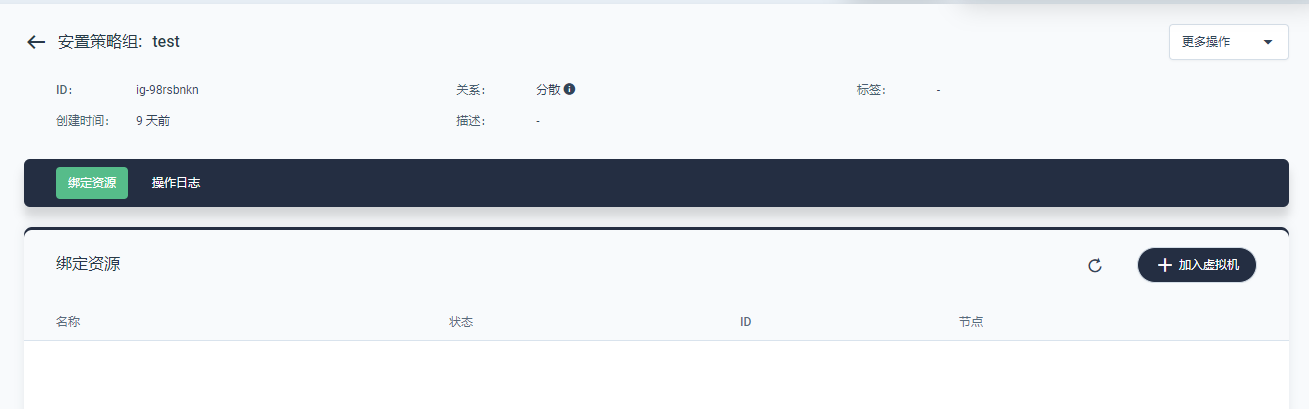 安置策略组: test
更多操作
ID: ig-98rsbnkn 关系: 分散 标签: -
创建时间: 9 天前 描述: -
绑定资源 操作日志
绑定资源
加入虚拟机
名称 状态 ID 节点